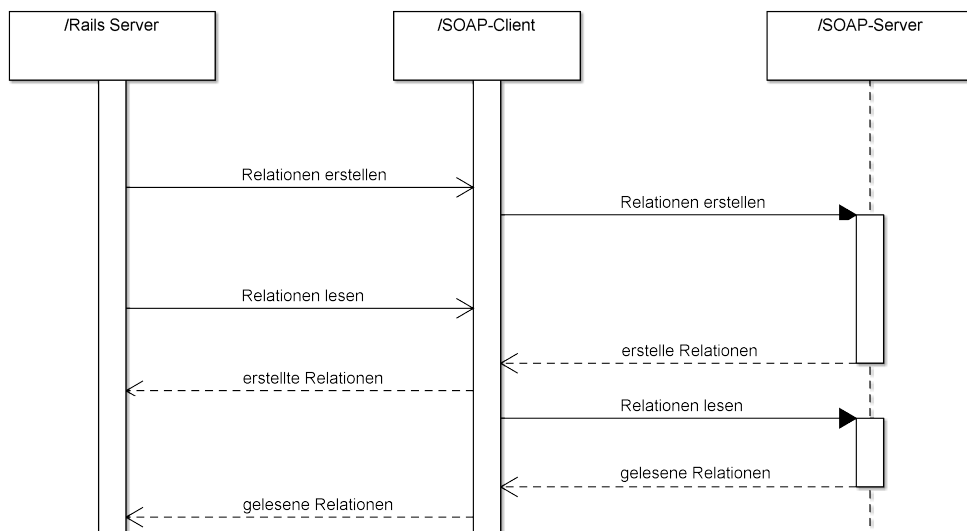 /Rails Server
/SOAP-Client
/SOAP-Server
Relationen erstellen
Relationen erstellen
Relationen lesen
erstelle Relationen
erstellte Relationen
Relationen lesen
gelesene Relationen
gelesene Relationen